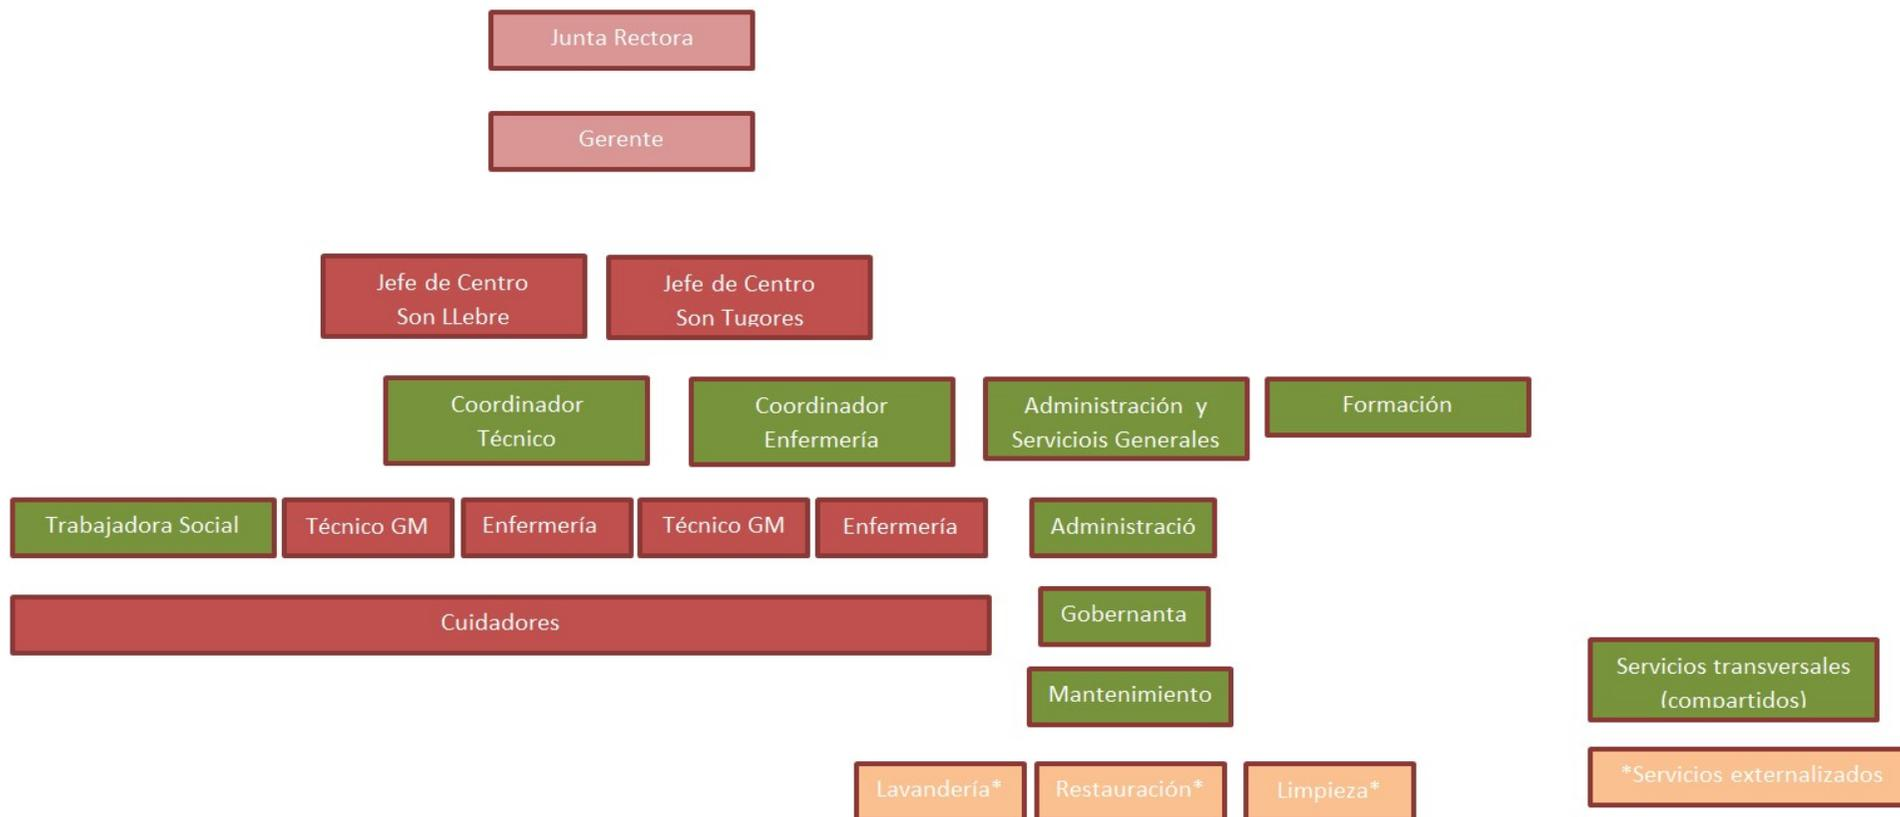 Junta Rectora
Gerente
Jefe de Centro
Son LLebre
Jefe de Centro
Son Tugores
Coordinador
Técnico
Coordinador
Enfermería
Administración y
Serviciois Generales
Formación
Trabajadora Social
Técnico GM
Enfermería
Técnico GM
Enfermería
Administració
Cuidadores
Gobernanta
Mantenimiento
Servicios transversales
(compartidos)
Lavandería*
Restauración*
Limpieza*
*Servicios externalizados